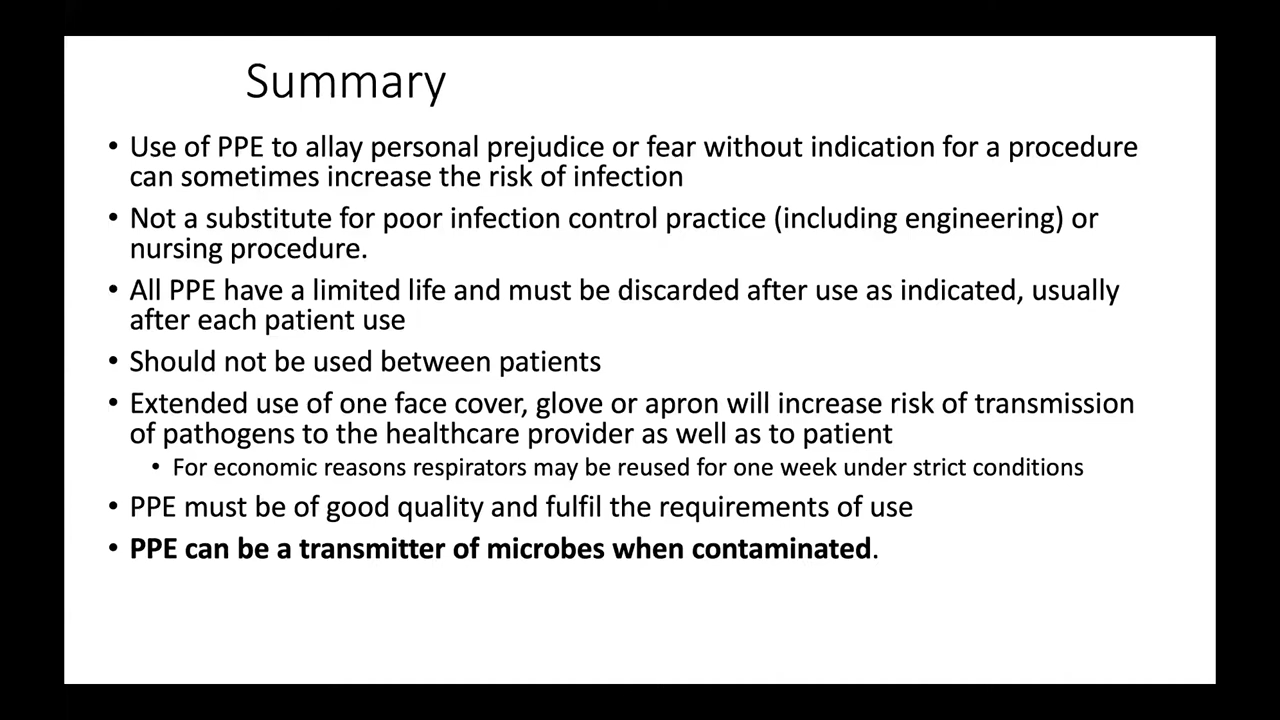 Summary
• Use of PPE to allay personal prejudice or fear without indication for a procedure
can sometimes increase the risk of infection
• Not a substitute for poor infection control practice (including engineering) or
nursing procedure.
• All PPE have a limited life and must be discarded after use as indicated, usually
after each patient use
• Should not be used between patients
• Extended use of one face cover, glove or apron will increase risk of transmission
of pathogens to the healthcare provider as well as to patient
• For economic reasons respirators may be reused for one week under strict conditions
• PPE must be of good quality and fulfil the requirements of use
• PPE can be a transmitter of microbes when contaminated.